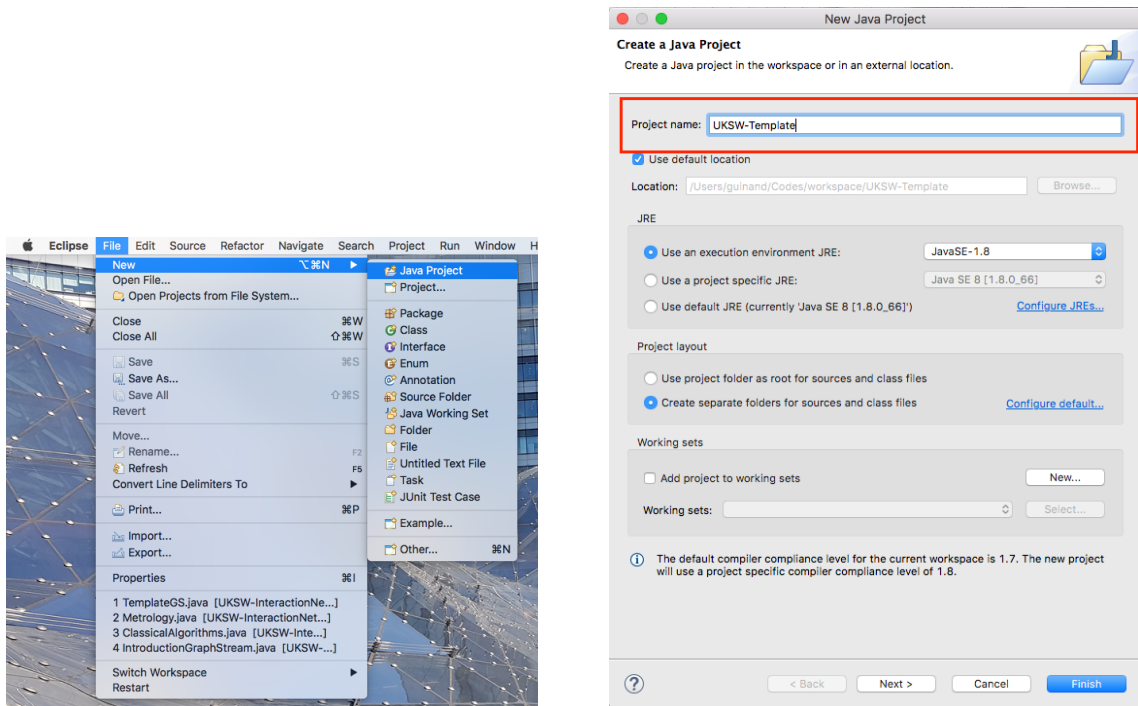 Eclipse File Edit Source Refactor Navigate Search Project Run Window H
New ⌥⌘N ▶
Open File...
Open Projects from File System...
Close ⌘W
Close All ⇧⌘W
Save ⌘S
Save As...
Save All ⇧⌘S
Revert
Move...
Rename... F2
Refresh F5
Convert Line Delimiters To ▶
Print... ⌘P
Import...
Export...
Properties ⌘I
1 TemplateGS.java [UKSW-InteractionNe...]
2 Metrology.java [UKSW-InteractionNet...]
3 ClassicalAlgorithms.java [UKSW-Inte...]
4 IntroductionGraphStream.java [UKSW-...]
Switch Workspace ▶
Restart
Java Project
Project...
Package
Class
Interface
Enum
Annotation
Source Folder
Java Working Set
Folder
File
Untitled Text File
Task
JUnit Test Case
Example...
Other... ⌘N
New Java Project
Create a Java Project
Create a Java project in the workspace or in an external location.
Project name: UKSW-Template
Use default location
Location: /Users/guinand/Codes/workspace/UKSW-Template Browse...
JRE
Use an execution environment JRE: JavaSE-1.8
Use a project specific JRE: Java SE 8 [1.8.0_66]
Use default JRE (currently 'Java SE 8 [1.8.0_66]') Configure JREs...
Project layout
Use project folder as root for sources and class files
Create separate folders for sources and class files Configure default...
Working sets
Add project to working sets New...
Working sets: Select...
The default compiler compliance level for the current workspace is 1.7. The new project
will use a project specific compiler compliance level of 1.8.
? < Back Next > Cancel Finish